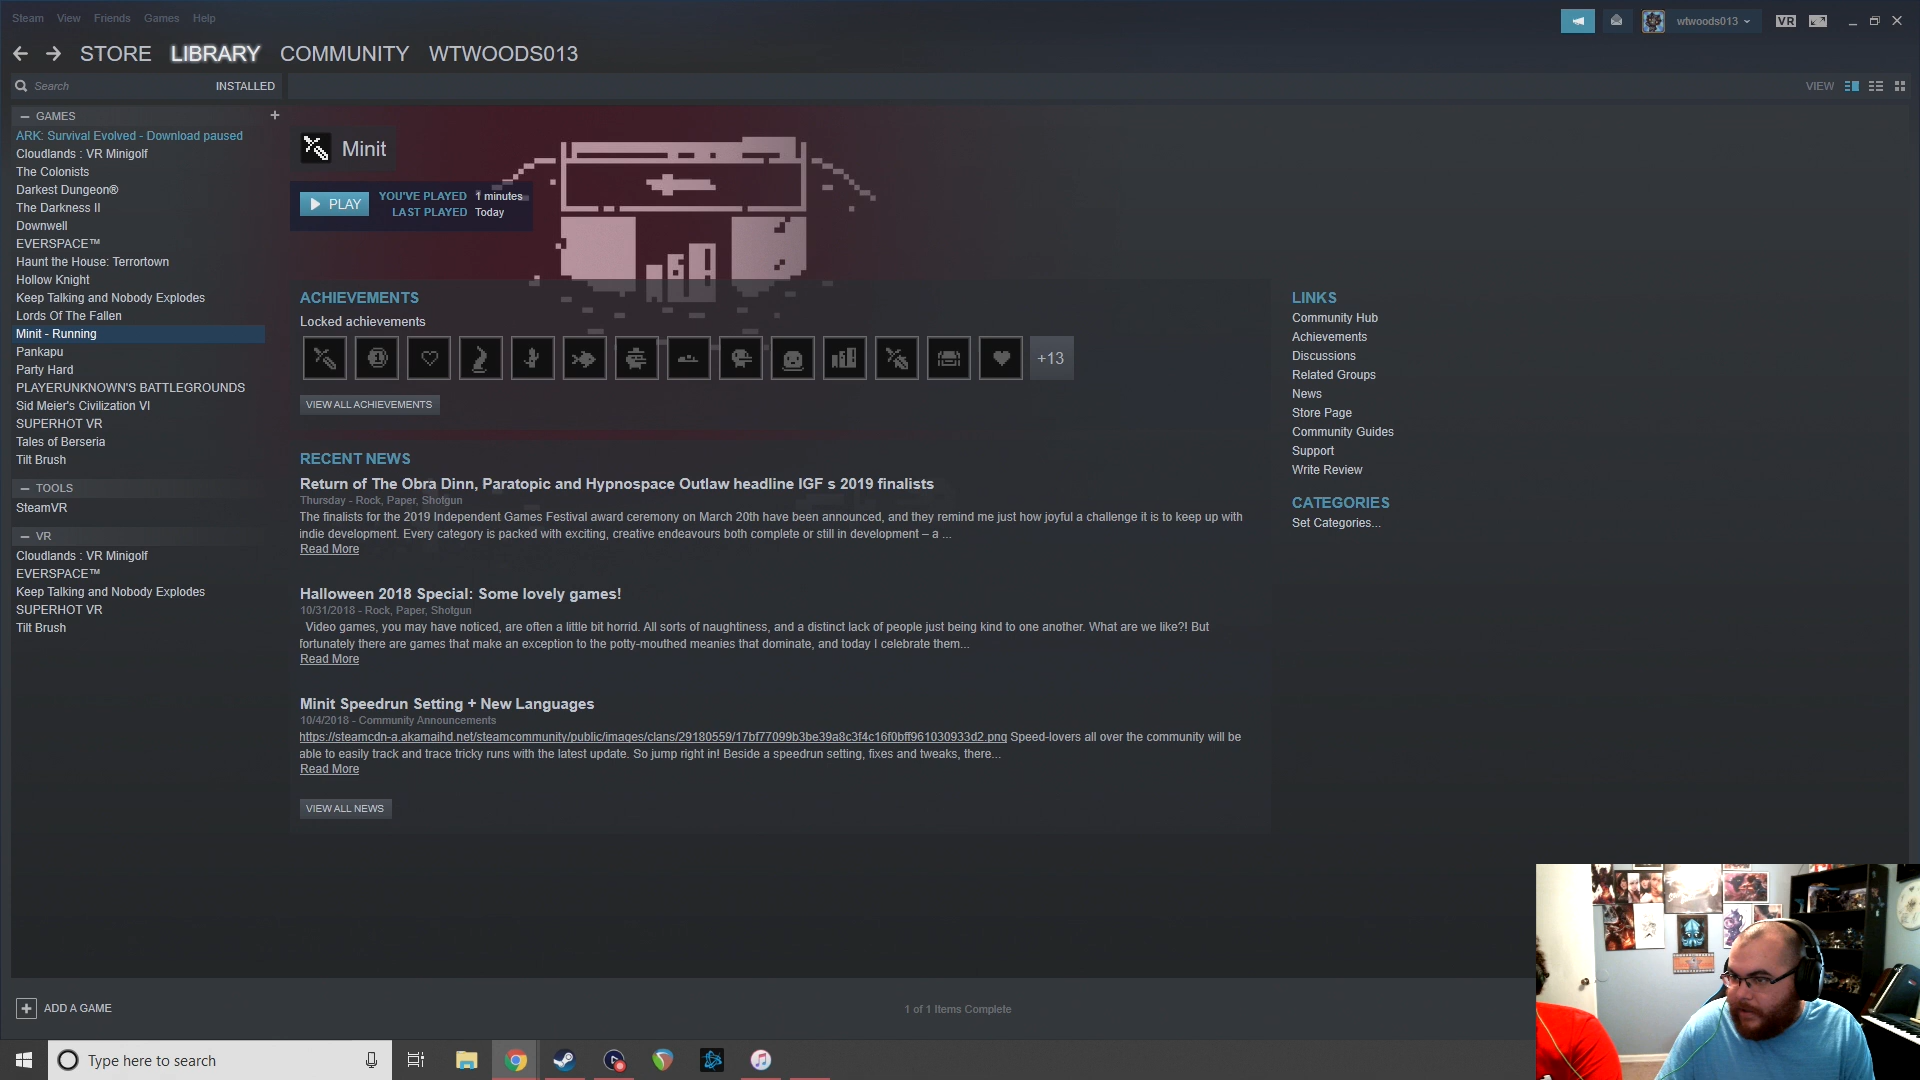 Steam View Friends Games Help
wtwoods013 VR
STORE LIBRARY COMMUNITY WTWOODS013
Search INSTALLED VIEW
GAMES
ARK: Survival Evolved - Download paused
Cloudlands : VR Minigolf
The Colonists
Darkest Dungeon®
The Darkness II
Downwell
EVERSPACE™
Haunt the House: Terrortown
Hollow Knight
Keep Talking and Nobody Explodes
Lords Of The Fallen
Minit - Running
Pankapu
Party Hard
PLAYERUNKNOWN'S BATTLEGROUNDS
Sid Meier's Civilization VI
SUPERHOT VR
Tales of Berseria
Tilt Brush
TOOLS
SteamVR
VR
Cloudlands : VR Minigolf
EVERSPACE™
Keep Talking and Nobody Explodes
SUPERHOT VR
Tilt Brush
Minit
PLAY
YOU'VE PLAYED 1 minutes
LAST PLAYED Today
ACHIEVEMENTS
Locked achievements
+13
VIEW ALL ACHIEVEMENTS
RECENT NEWS
Return of The Obra Dinn, Paratopic and Hypnospace Outlaw headline IGF s 2019 finalists
Thursday - Rock, Paper, Shotgun
The finalists for the 2019 Independent Games Festival award ceremony on March 20th have been announced, and they remind me just how joyful a challenge it is to keep up with
indie development. Every category is packed with exciting, creative endeavours both complete or still in development – a ...
Read More
Halloween 2018 Special: Some lovely games!
10/31/2018 - Rock, Paper, Shotgun
Video games, you may have noticed, are often a little bit horrid. All sorts of naughtiness, and a distinct lack of people just being kind to one another. What are we like?! But
fortunately there are games that make an exception to the potty-mouthed meanies that dominate, and today I celebrate them...
Read More
Minit Speedrun Setting + New Languages
10/4/2018 - Community Announcements
https://steamcdn-a.akamaihd.net/steamcommunity/public/images/clans/29180559/17bf77099b3be39a8c3f4c16f0bff961030933d2.png Speed-lovers all over the community will be
able to easily track and trace tricky runs with the latest update. So jump right in! Beside a speedrun setting, fixes and tweaks, there...
Read More
VIEW ALL NEWS
LINKS
Community Hub
Achievements
Discussions
Related Groups
News
Store Page
Community Guides
Support
Write Review
CATEGORIES
Set Categories...
ADD A GAME
1 of 1 Items Complete
Type here to search